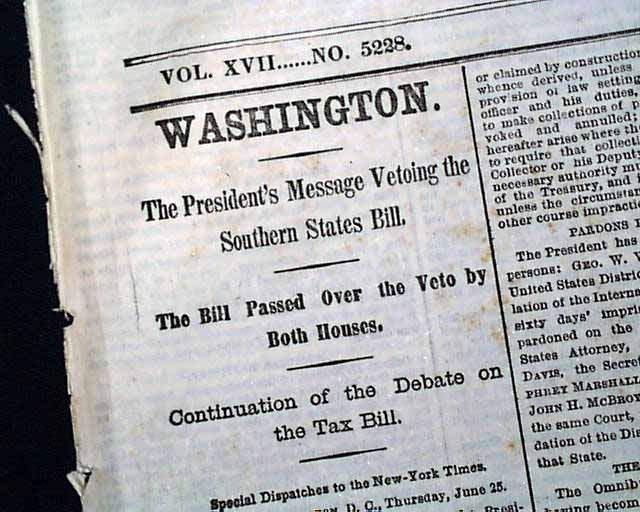 VOL. XVII......NO. 5228.
WASHINGTON.
The President's Message Vetoing the
Southern States Bill.
The Bill Passed Over the Veto by
Both Houses.
Continuation of the Debate on
the Tax Bill.
Special Dispatches to the New-York Times.
D. C., Thursday, June 25.
or claimed by construction
whence derived, unless
provision of law setting
officer and his duties,
to make collections of
voked and annulled;
hereafter arise where th
to require that collecti
Collector or his Deput
necessary authority mu
of the Treasury, and
unless the circumstan
other course impractic
PARDONS
The President has
persons: GEO. W.
United States Distric
lation of the Interna
sixty days' impri
pardoned on the
States Attorney,
DAVIS, the Secret
PHREY MARSHALL
JOHN H. MCBROY
the same Court,
dation of the Dis
that State.
THE
The Omnibu
having becom